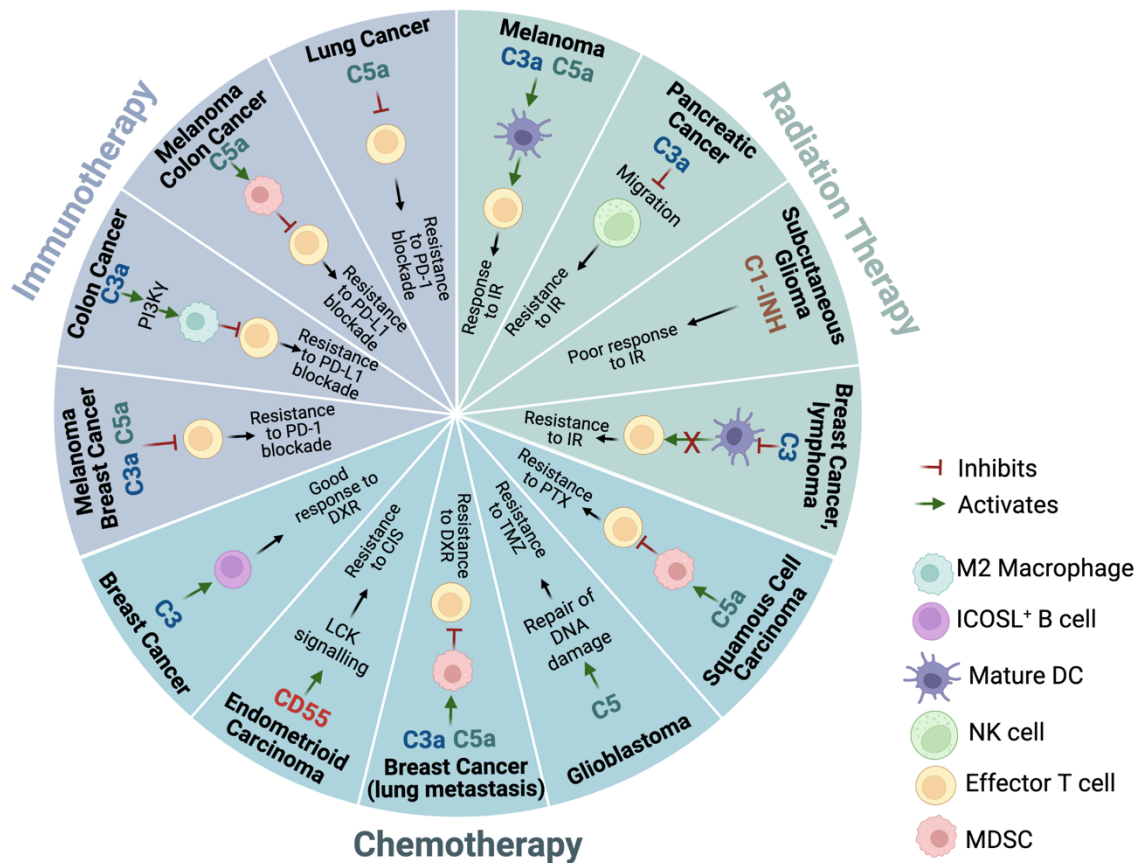 Immunotherapy
Radiation Therapy
Chemotherapy
Lung Cancer
C5a
Resistance
to PD-1
blockade
Melanoma
C3a C5a
Response
to IR
Pancreatic
Cancer
C3a
Migration
Resistance
to IR
Subcutaneous
Glioma
C1-INH
Poor response
to IR
Breast Cancer,
lymphoma
C3
Resistance
to IR
Squamous Cell
Carcinoma
C5a
Resistance
to PTX
Glioblastoma
C5
Repair of
DNA
damage
Resistance
to TMZ
Breast Cancer
(lung metastasis)
C3a C5a
Resistance
to DXR
Endometrioid
Carcinoma
CD55
LCK
signalling
Resistance
to CIS
Breast Cancer
C3
Good
response to
DXR
Melanoma
Breast Cancer
C3a C5a
Resistance
to PD-1
blockade
Colon Cancer
C3a
PI3Kγ
Resistance
to PD-L1
blockade
Melanoma
Colon Cancer
C5a
Resistance
to PD-L1
blockade
Inhibits
Activates
M2 Macrophage
ICOSL⁺ B cell
Mature DC
NK cell
Effector T cell
MDSC